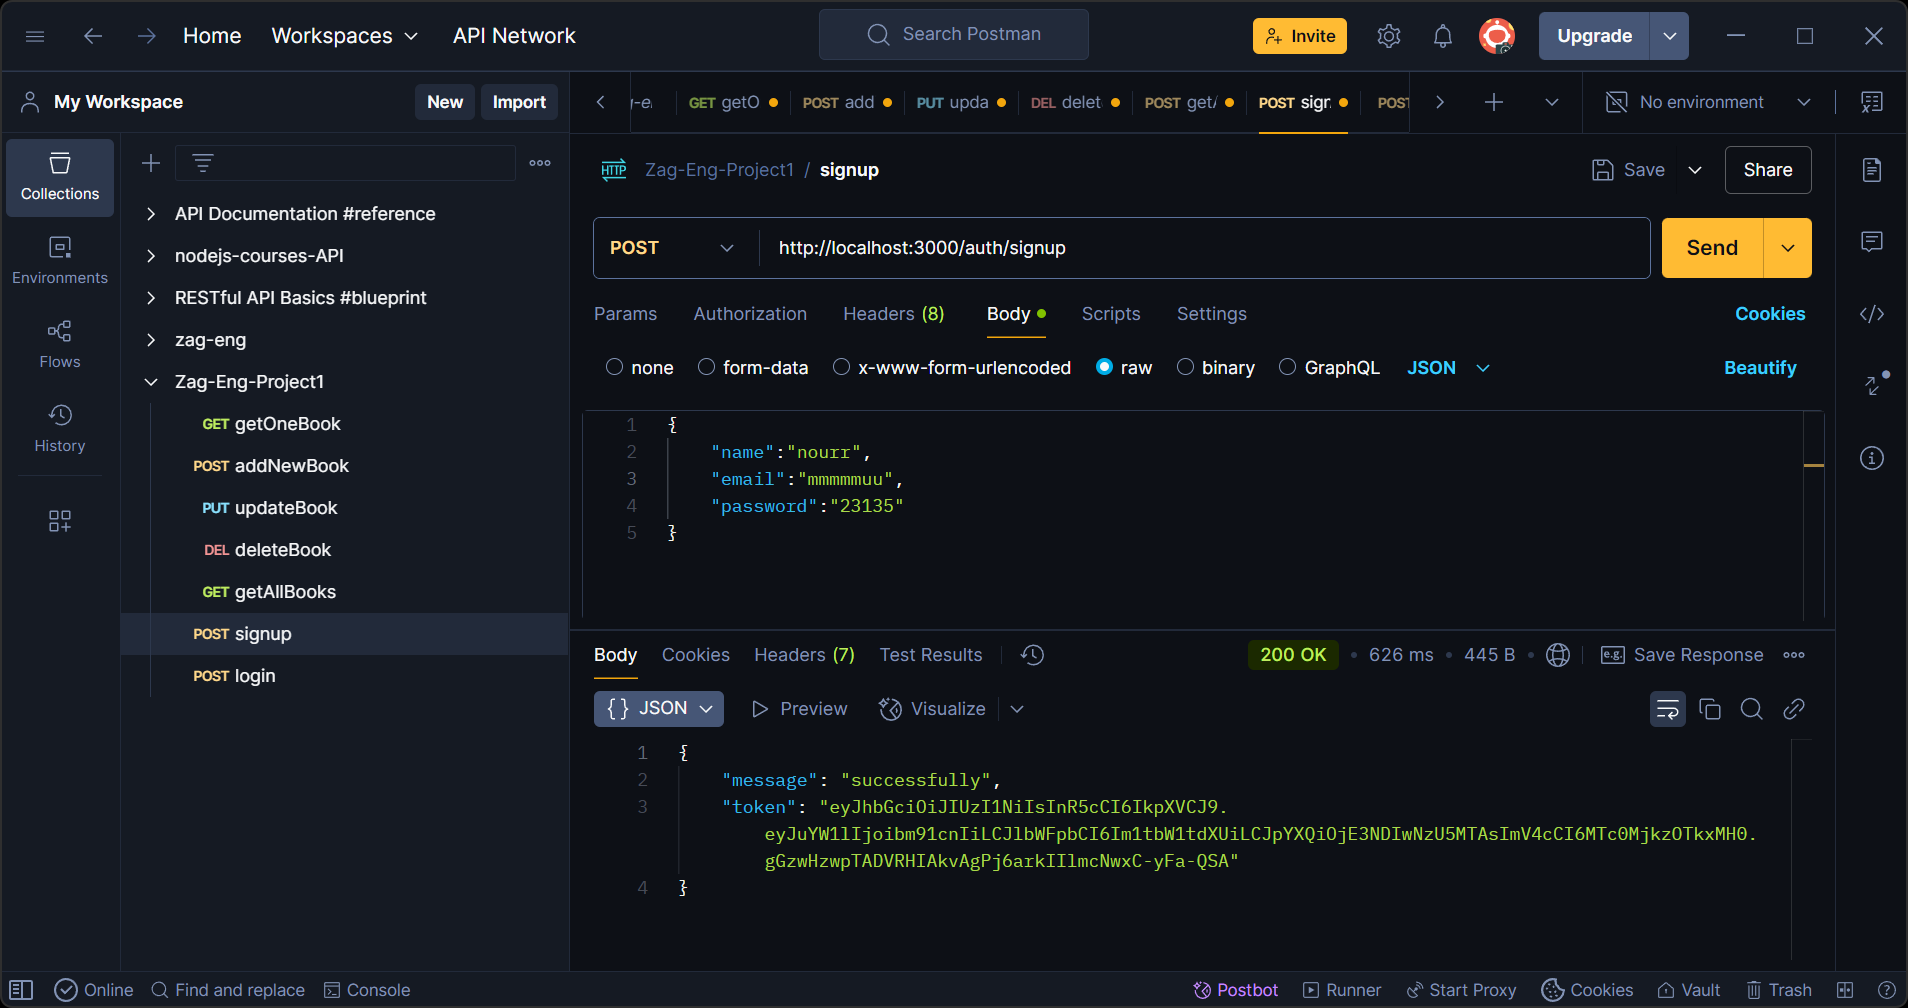 Home Workspaces API Network Search Postman Invite Upgrade
My Workspace New Import GET getO POST add PUT upda DEL delet POST get/ POST sign POST No environment
HTTP Zag-Eng-Project1 / signup Save Share
Collections
Environments
Flows
History
API Documentation #reference
nodejs-courses-API
RESTful API Basics #blueprint
zag-eng
Zag-Eng-Project1
GET getOneBook
POST addNewBook
PUT updateBook
DEL deleteBook
GET getAllBooks
POST signup
POST login
POST http://localhost:3000/auth/signup Send
Params Authorization Headers (8) Body Scripts Settings Cookies
none form-data x-www-form-urlencoded raw binary GraphQL JSON Beautify
1 {
2 "name":"nourr",
3 "email":"mmmmmuu",
4 "password":"23135"
5 }
Body Cookies Headers (7) Test Results 200 OK • 626 ms • 445 B • e.g. Save Response
{} JSON Preview Visualize
1 {
2 "message": "successfully",
3 "token": "eyJhbGciOiJIUzI1NiIsInR5cCI6IkpXVCJ9.
eyJuYW1lIjoibm91cnIiLCJlbWFpbCI6Im1tbW1tdXUiLCJpYXQiOjE3NDIwNzU5MTAsImV4cCI6MTc0MjkzOTkxMH0.
gGzwHzwpTADVRHIAkvAgPj6arkIIlmcNwxC-yFa-QSA"
4 }
Online Find and replace Console Postbot Runner Start Proxy Cookies Vault Trash